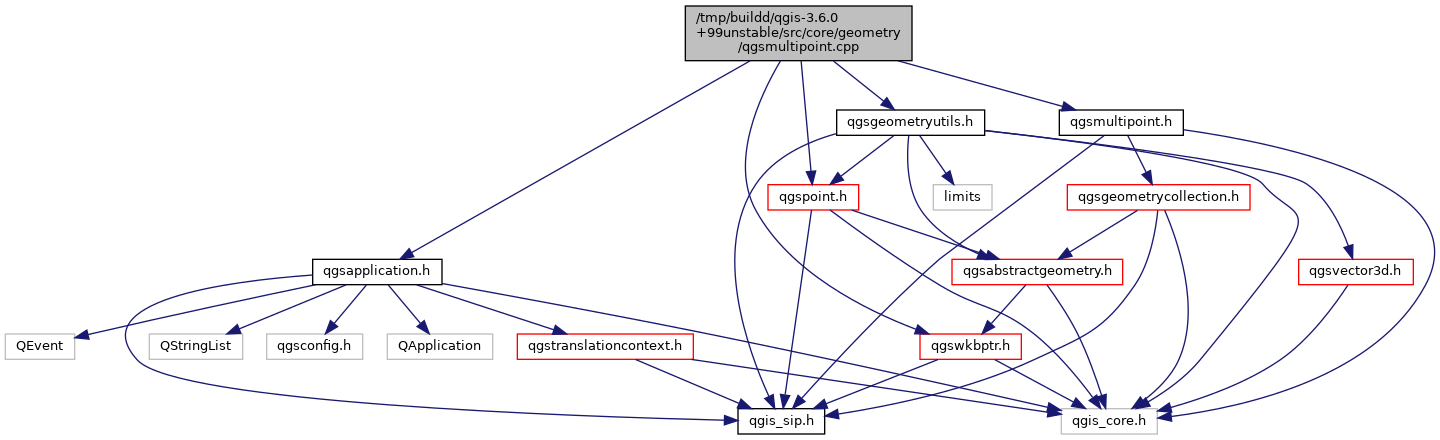 /tmp/buildd/qgis-3.6.0
+99unstable/src/core/geometry
/qgsmultipoint.cpp
qgsgeometryutils.h
qgsmultipoint.h
qgspoint.h
limits
qgsgeometrycollection.h
qgsapplication.h
qgsabstractgeometry.h
qgsvector3d.h
QEvent
QStringList
qgsconfig.h
QApplication
qgstranslationcontext.h
qgswkbptr.h
qgis_sip.h
qgis_core.h